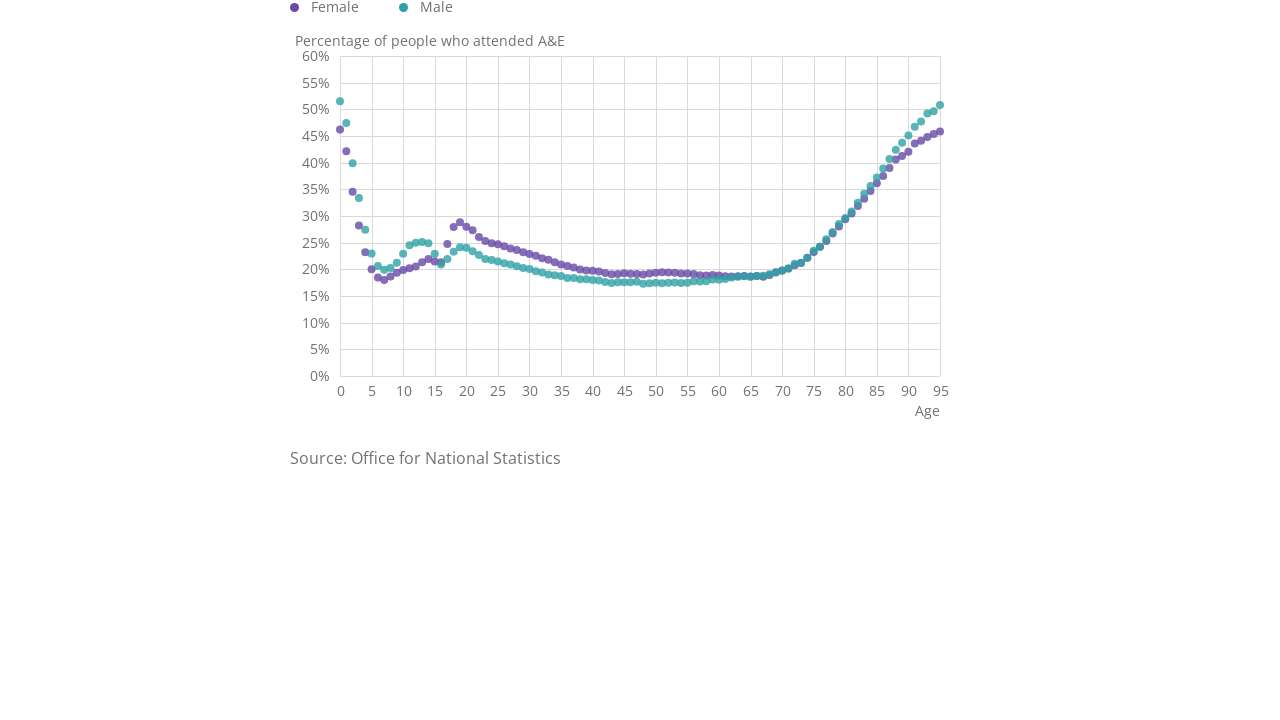 Female Male
Percentage of people who attended A&E
60%
55%
50%
45%
40%
35%
30%
25%
20%
15%
10%
5%
0%
0 5 10 15 20 25 30 35 40 45 50 55 60 65 70 75 80 85 90 95
Age
Source: Office for National Statistics